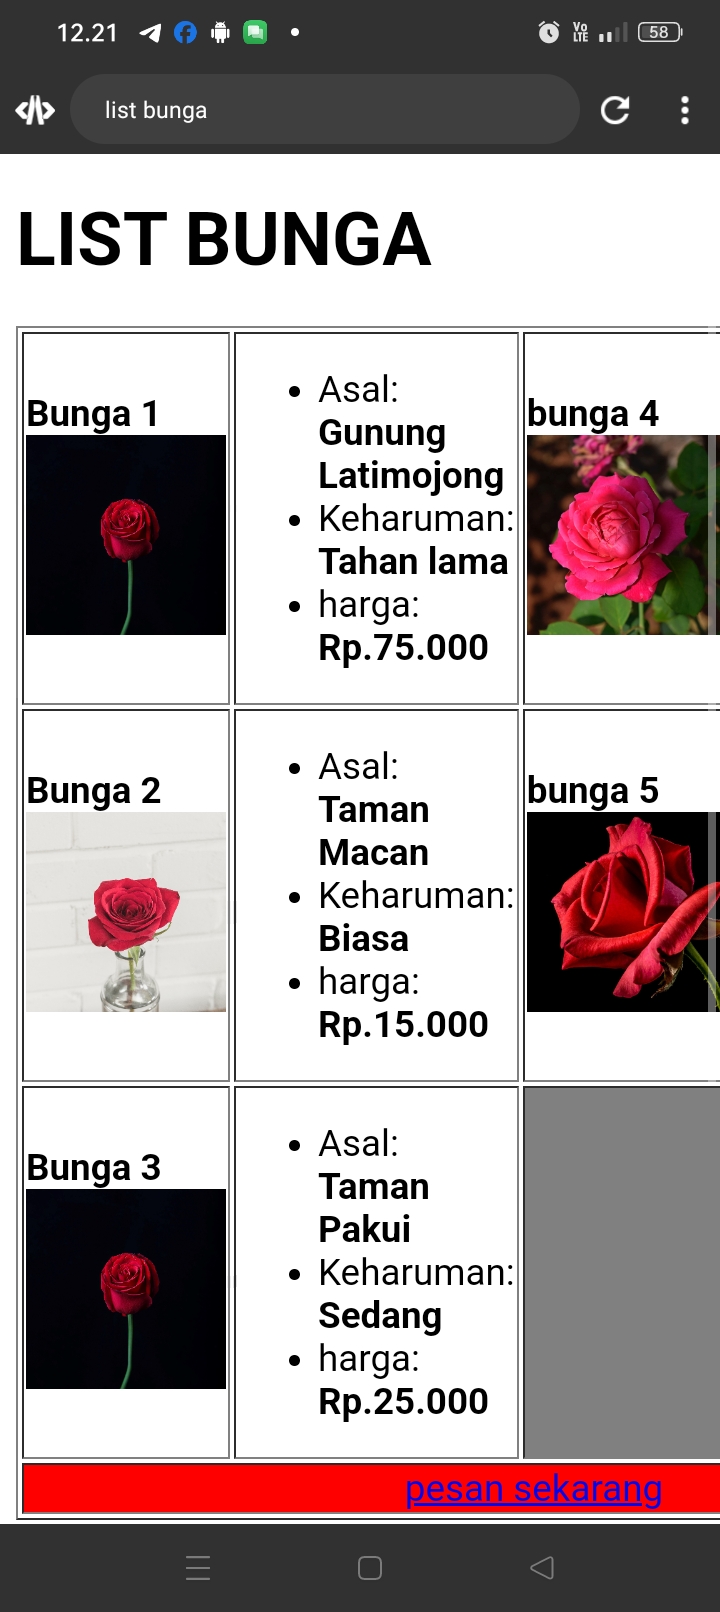 12.21
Vo
LTE
58
list bunga
LIST BUNGA
Bunga 1
Asal:
Gunung
Latimojong
Keharuman:
Tahan lama
harga:
Rp.75.000
bunga 4
Bunga 2
Asal:
Taman
Macan
Keharuman:
Biasa
harga:
Rp.15.000
bunga 5
Bunga 3
Asal:
Taman
Pakui
Keharuman:
Sedang
harga:
Rp.25.000
pesan sekarang